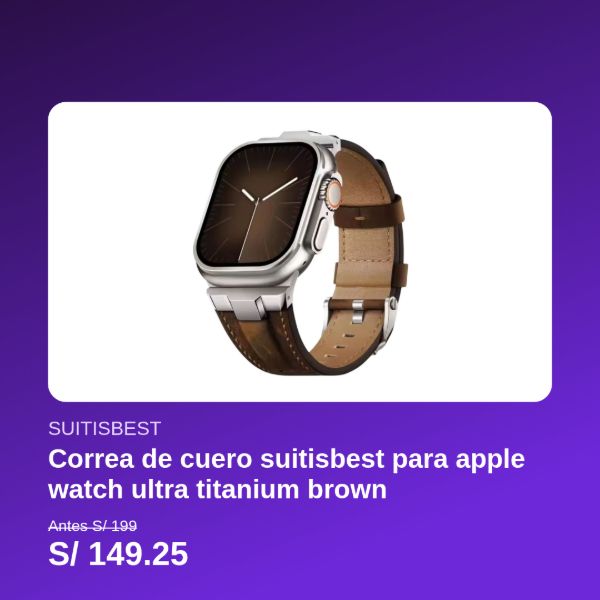 SUITISBEST
Correa de cuero suitisbest para apple
watch ultra titanium brown
Antes S/ 199
S/ 149.25